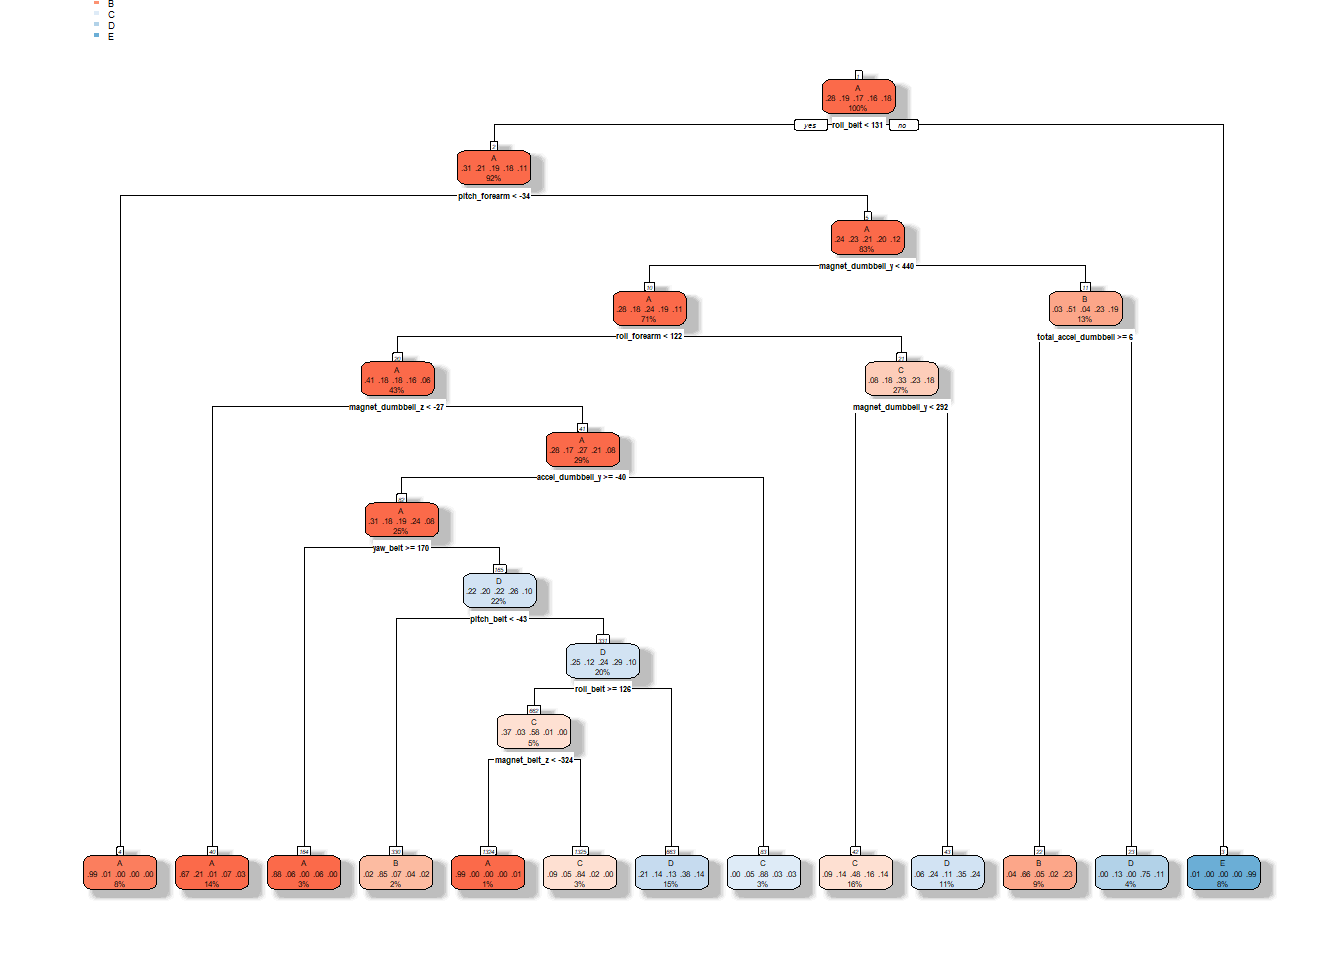 B
C
D
E
1
A
.28 .19 .17 .16 .18
100%
yes roll_belt < 131 no
2
A
.31 .21 .19 .18 .11
92%
pitch_forearm < -34
5
A
.24 .23 .21 .20 .12
83%
magnet_dumbbell_y < 440
10
A
.28 .18 .24 .19 .11
71%
11
B
.03 .51 .04 .23 .19
13%
roll_forearm < 122
total_accel_dumbbell >= 6
20
A
.41 .18 .18 .16 .06
43%
21
C
.08 .18 .33 .23 .18
27%
magnet_dumbbell_z < -27
magnet_dumbbell_y < 292
41
A
.28 .17 .27 .21 .08
29%
accel_dumbbell_y >= -40
82
A
.31 .18 .19 .24 .08
25%
yaw_belt >= 170
165
D
.22 .20 .22 .26 .10
22%
pitch_belt < -43
331
D
.25 .12 .24 .29 .10
20%
roll_belt >= 126
662
C
.37 .03 .58 .01 .00
5%
magnet_belt_z < -324
4
A
.99 .01 .00 .00 .00
8%
40
A
.67 .21 .01 .07 .03
14%
164
A
.88 .06 .00 .06 .00
3%
330
B
.02 .85 .07 .04 .02
2%
1324
A
.99 .00 .00 .00 .01
1%
1325
C
.09 .05 .84 .02 .00
3%
663
D
.21 .14 .13 .38 .14
15%
83
C
.00 .05 .88 .03 .03
3%
42
C
.09 .14 .48 .16 .14
16%
43
D
.06 .24 .11 .35 .24
11%
22
B
.04 .66 .05 .02 .23
9%
23
D
.00 .13 .00 .75 .11
4%
3
E
.01 .00 .00 .00 .99
8%